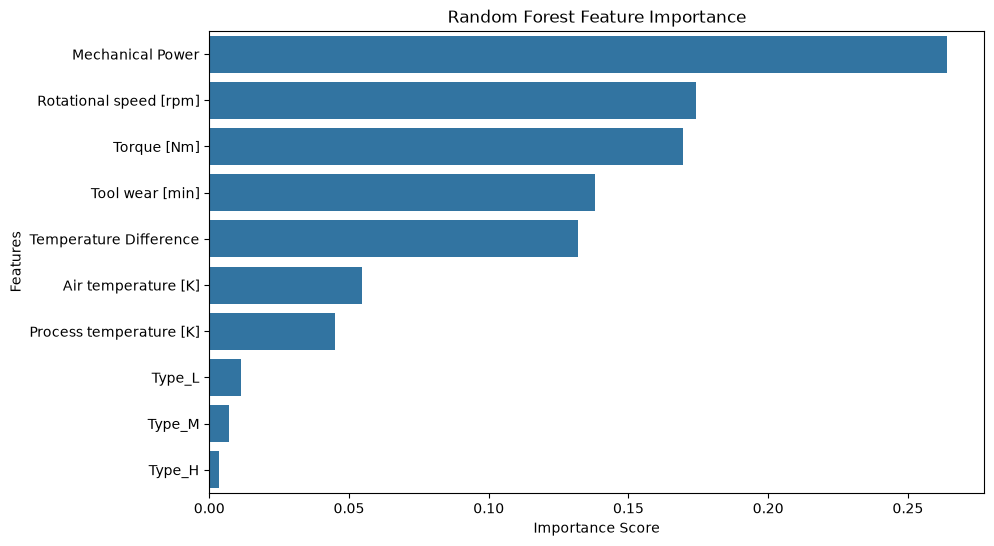 Random Forest Feature Importance
Mechanical Power
Rotational speed [rpm]
Torque [Nm]
Tool wear [min]
Temperature Difference
Air temperature [K]
Process temperature [K]
Type_L
Type_M
Type_H
Features
0.00 0.05 0.10 0.15 0.20 0.25
Importance Score